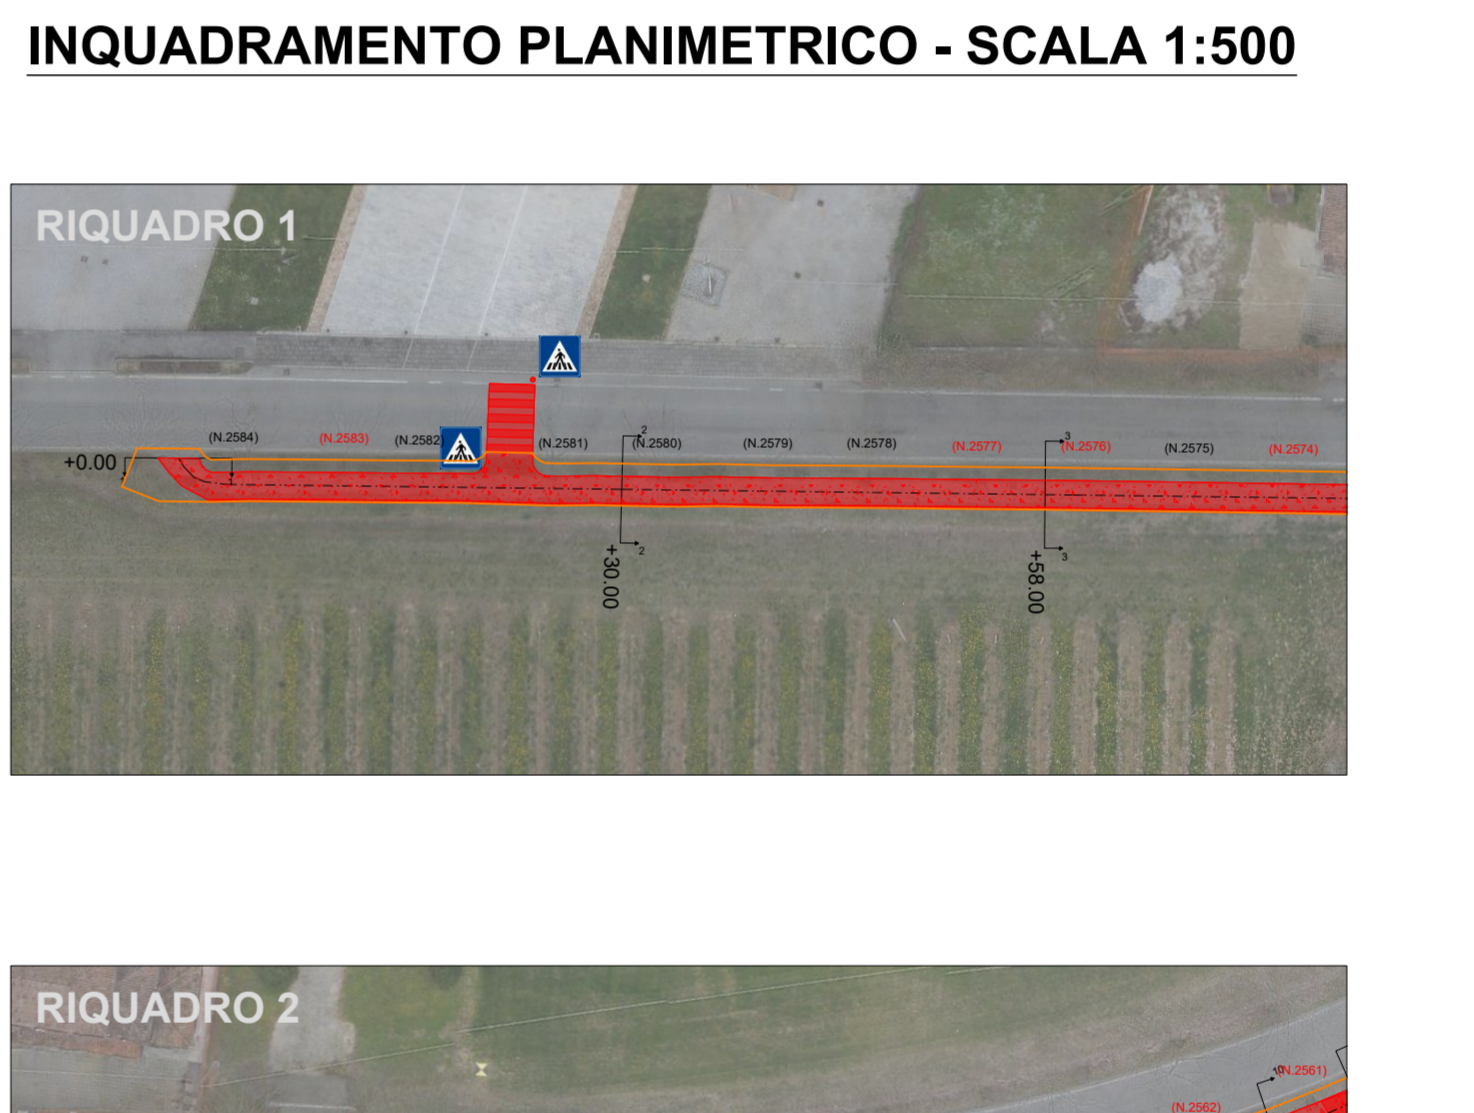 INQUADRAMENTO PLANIMETRICO - SCALA 1:500
RIQUADRO 1
(N.2584) (N.2583) (N.2582 (N.2581) (N.2580) (N.2579) (N.2578) (N.2577) (N.2576) (N.2575) (N.2574)
2
3
+0.00
2
3
+30.00
+58.00
RIQUADRO 2
10
(N.2561)
(N.2562)